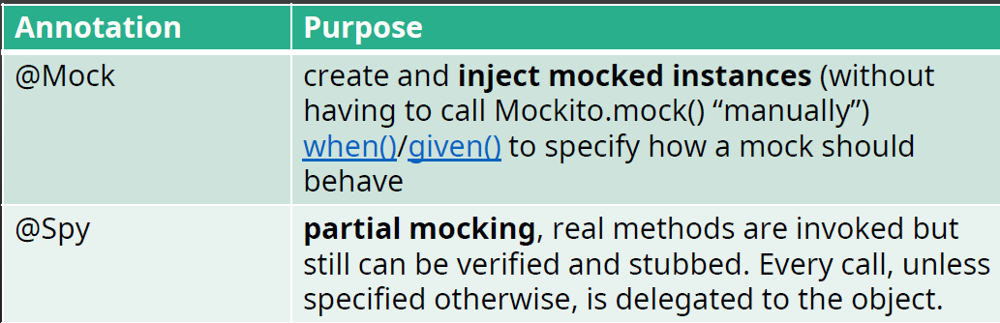 Annotation
Purpose
@Mock
create and inject mocked instances (without
having to call Mockito.mock() “manually”)
when()/given() to specify how a mock should
behave
@Spy
partial mocking, real methods are invoked but
still can be verified and stubbed. Every call, unless
specified otherwise, is delegated to the object.